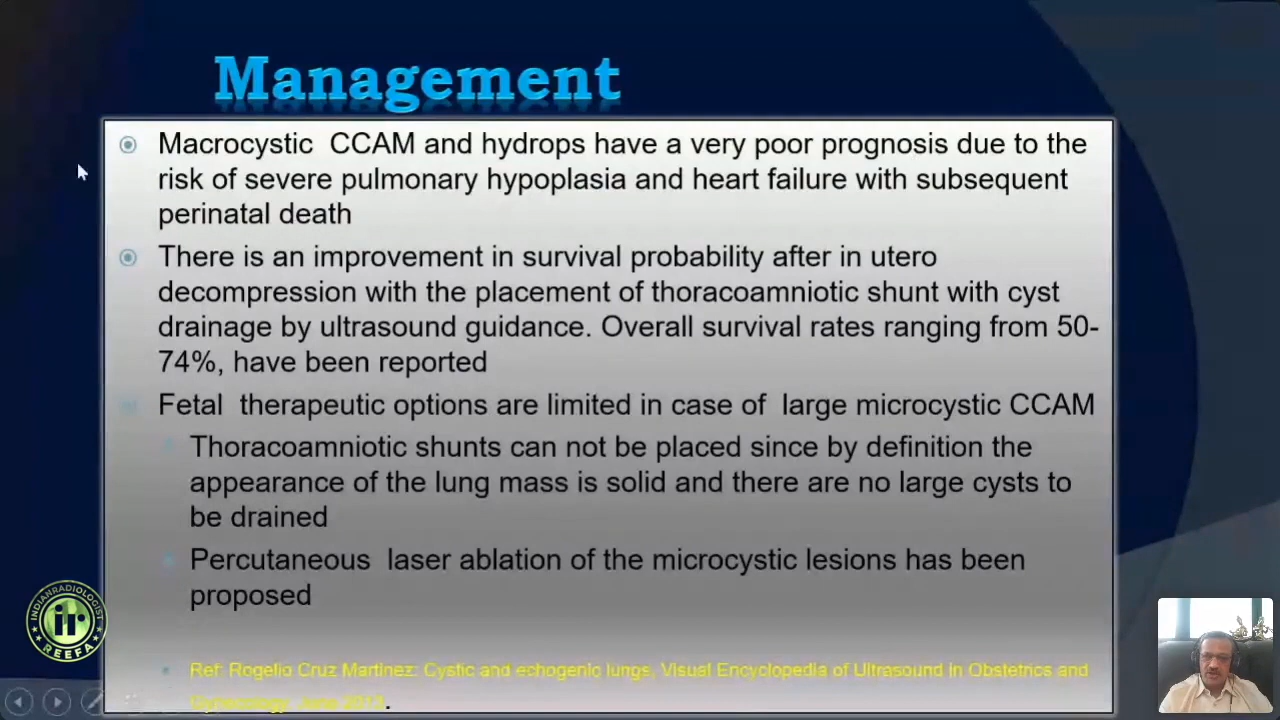 Management
Macrocystic CCAM and hydrops have a very poor prognosis due to the
risk of severe pulmonary hypoplasia and heart failure with subsequent
perinatal death
There is an improvement in survival probability after in utero
decompression with the placement of thoracoamniotic shunt with cyst
drainage by ultrasound guidance. Overall survival rates ranging from 50-
74%, have been reported
Fetal therapeutic options are limited in case of large microcystic CCAM
Thoracoamniotic shunts can not be placed since by definition the
appearance of the lung mass is solid and there are no large cysts to
be drained
Percutaneous laser ablation of the microcystic lesions has been
proposed
INDIANRADIOLOGIST
ir
REEFA
Ref: Rogelio Cruz Martinez: Cystic and echogenic lungs, Visual Encyclopedia of Ultrasound in Obstetrics and
Gynecology, June 2013.